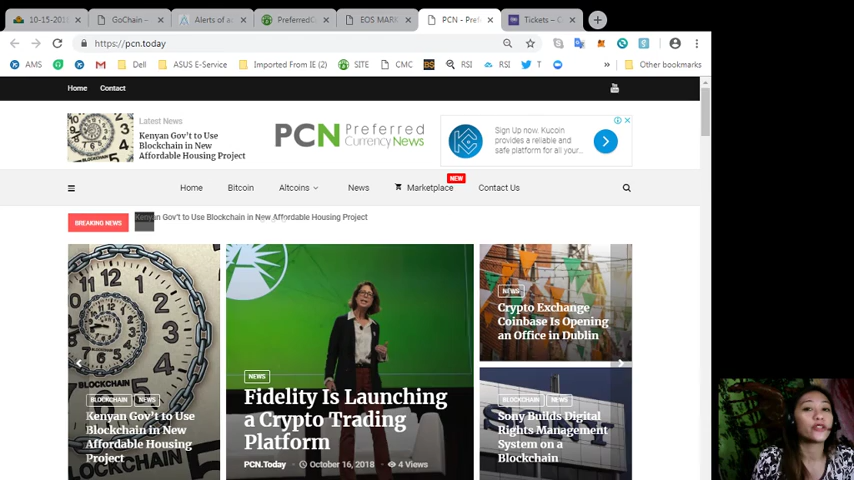 10-15-201
GoChain –
Alerts of a
PreferredC
EOS MARK
PCN - Pref
Tickets – G
https://pcn.today
AMS
Dell
ASUS E-Service
Imported From IE (2)
SITE
CMC
RSI
RSI
T
»
Other bookmarks
Home
Contact
Latest News
Kenyan Gov't to Use
Blockchain in New
Affordable Housing Project
PCN Preferred
Currency News
Sign Up now. Kucoin
provides a reliable and
safe platform for all your...
Home
Bitcoin
Altcoins
News
Marketplace
NEW
Contact Us
BREAKING NEWS
Kenyan Gov't to Use Blockchain in New Affordable Housing Project
BLOCKCHAIN
NEWS
Kenyan Gov't to Use
Blockchain in New
Affordable Housing
Project
BLOCKCHAIN
BLOCKCHAIN
NEWS
Fidelity Is Launching
a Crypto Trading
Platform
PCN.Today
October 16, 2018
4 Views
NEWS
Crypto Exchange
Coinbase Is Opening
an Office in Dublin
BLOCKCHAIN
NEWS
Sony Builds Digital
Rights Management
System on a
Blockchain